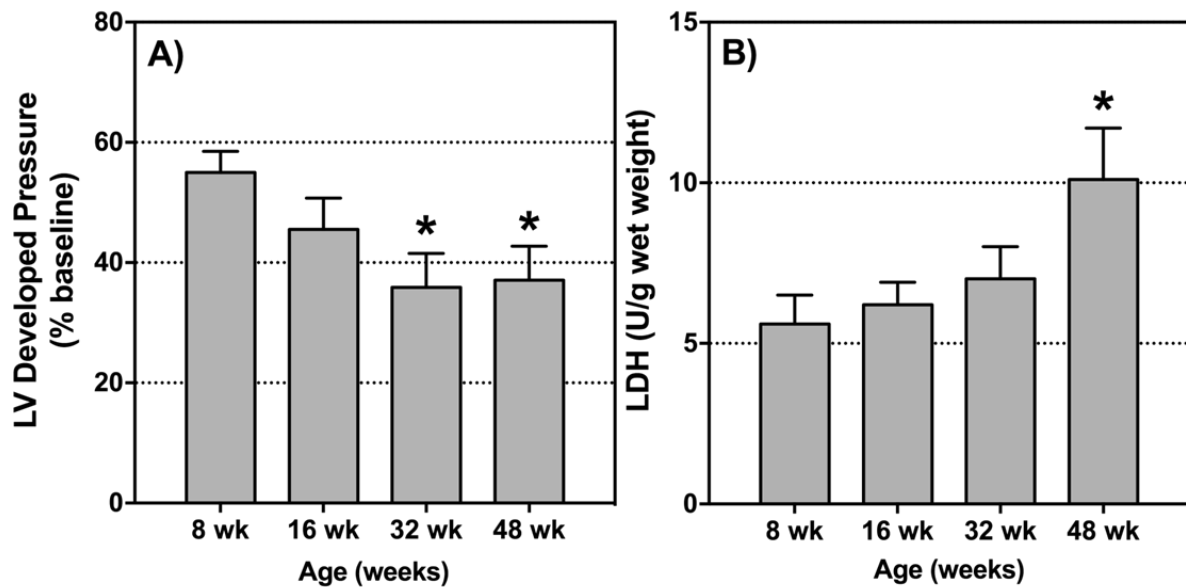 A)
LV Developed Pressure
(% baseline)
80
60
40
20
0
* *
8 wk 16 wk 32 wk 48 wk
Age (weeks)
B)
LDH (U/g wet weight)
15
10
5
0
*
8 wk 16 wk 32 wk 48 wk
Age (weeks)